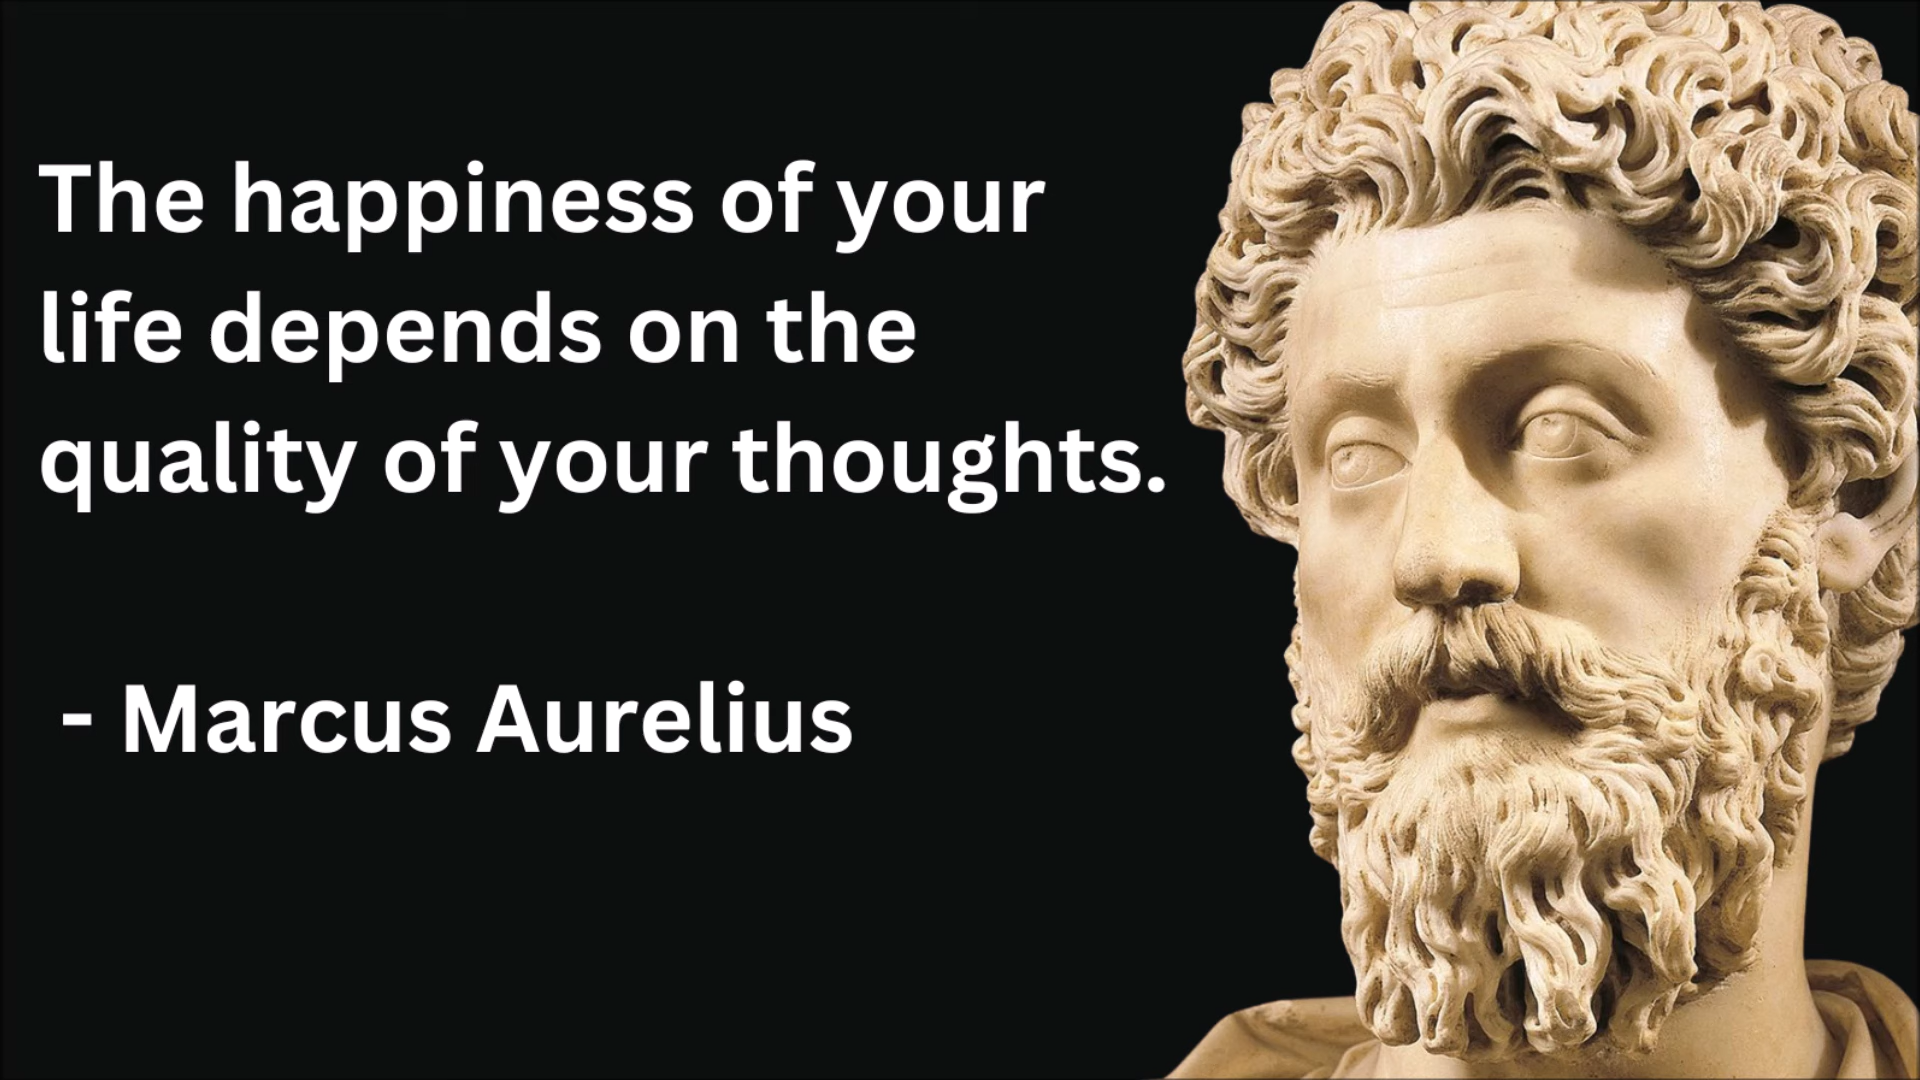 The happiness of your
life depends on the
quality of your thoughts.
- Marcus Aurelius